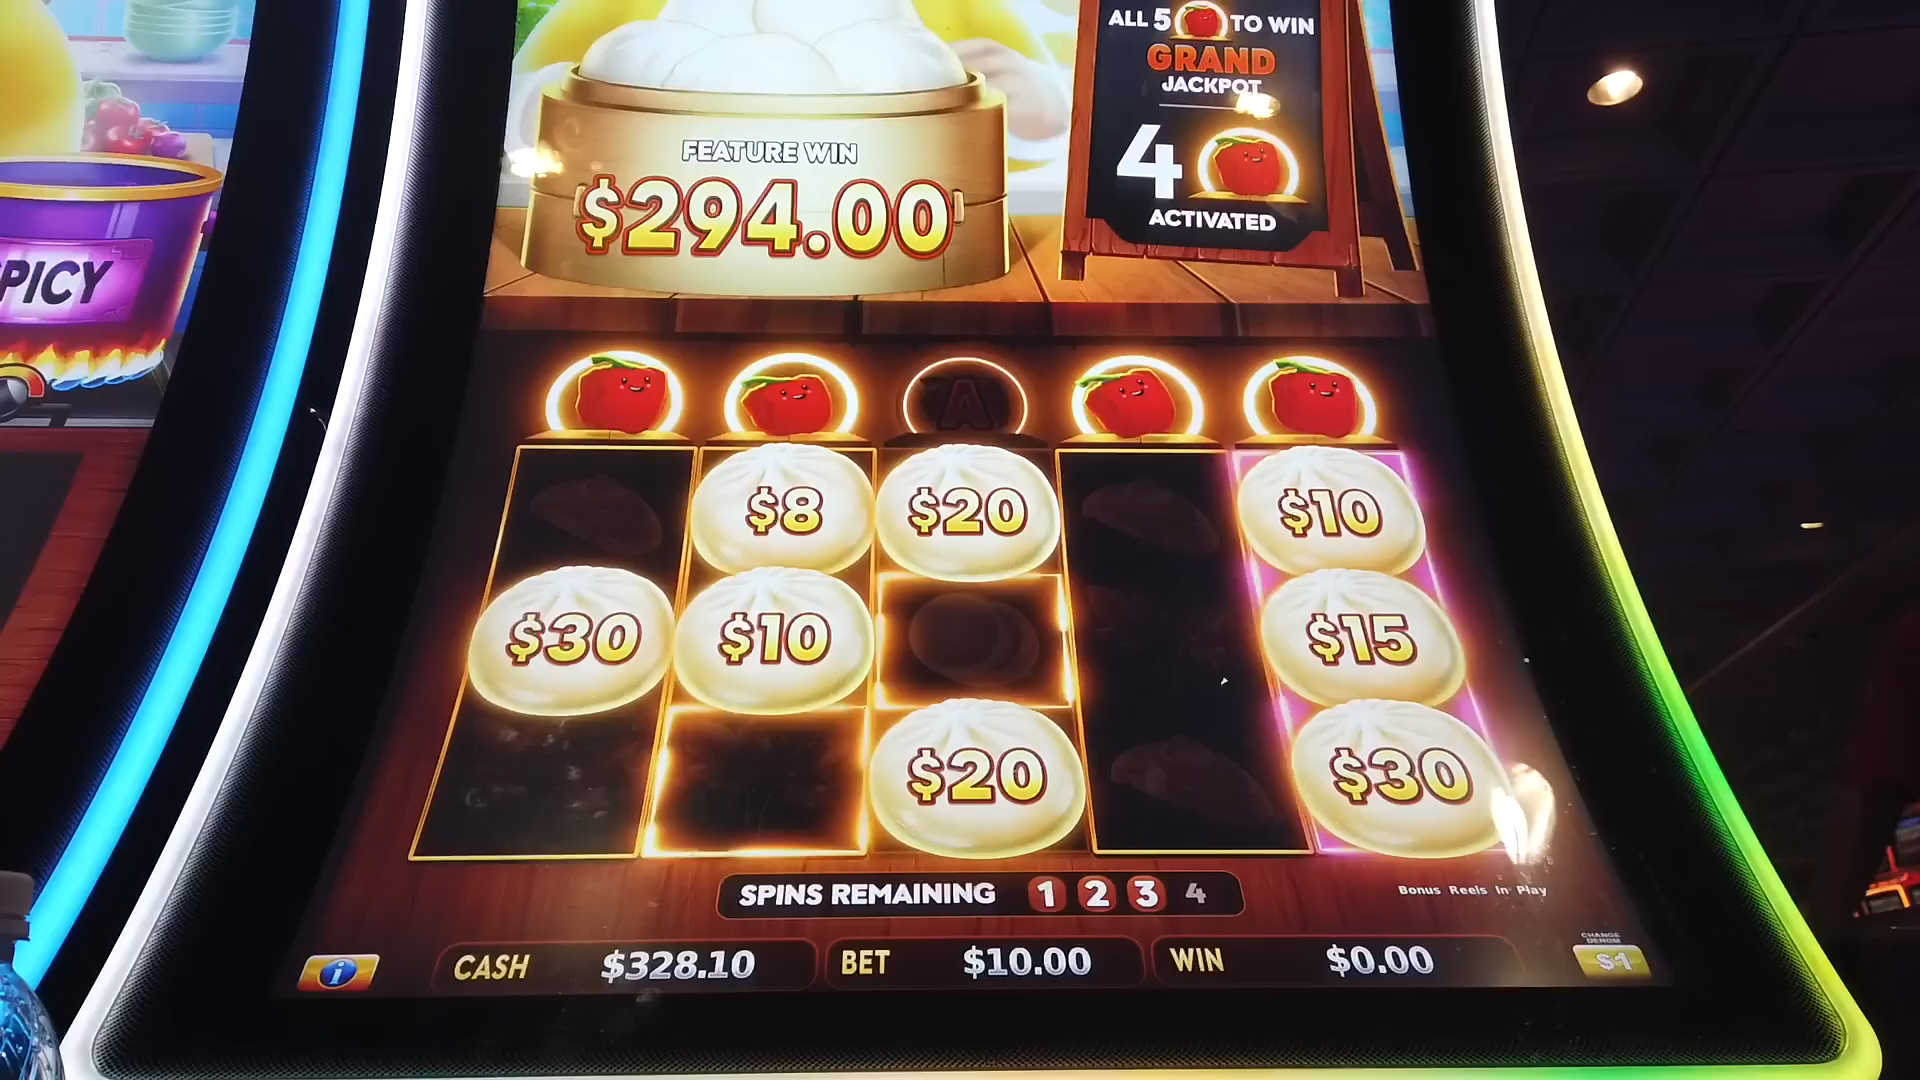 ALL 5 TO WIN
GRAND
JACKPOT
4
ACTIVATED
FEATURE WIN
$294.00
PICY
A
$8
$20
$10
$30
$10
$15
$20
$30
SPINS REMAINING 1 2 3 4
Bonus Reels In Play
CHANGE
DENOM
$1
i
CASH $328.10 BET $10.00 WIN $0.00